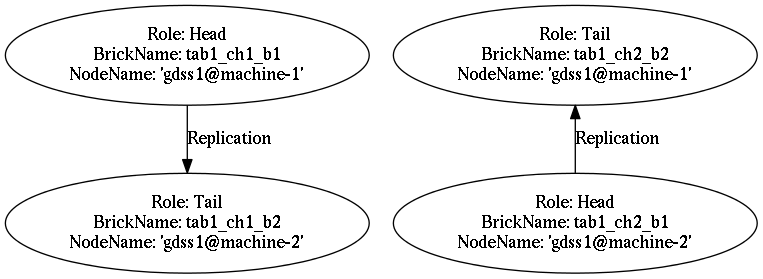 Role: Head
BrickName: tab1_ch1_b1
NodeName: 'gdss1@machine-1'
Replication
Role: Tail
BrickName: tab1_ch1_b2
NodeName: 'gdss1@machine-2'
Role: Tail
BrickName: tab1_ch2_b2
NodeName: 'gdss1@machine-1'
Replication
Role: Head
BrickName: tab1_ch2_b1
NodeName: 'gdss1@machine-2'